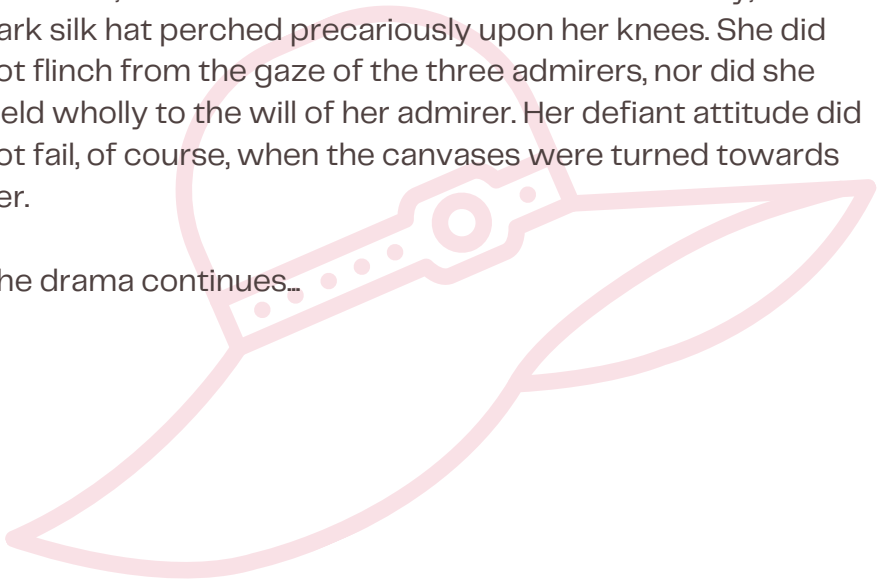 ark silk hat perched precariously upon her knees. She did
ot flinch from the gaze of the three admirers, nor did she
ield wholly to the will of her admirer. Her defiant attitude did
ot fail, of course, when the canvases were turned towards
er.
he drama continues...